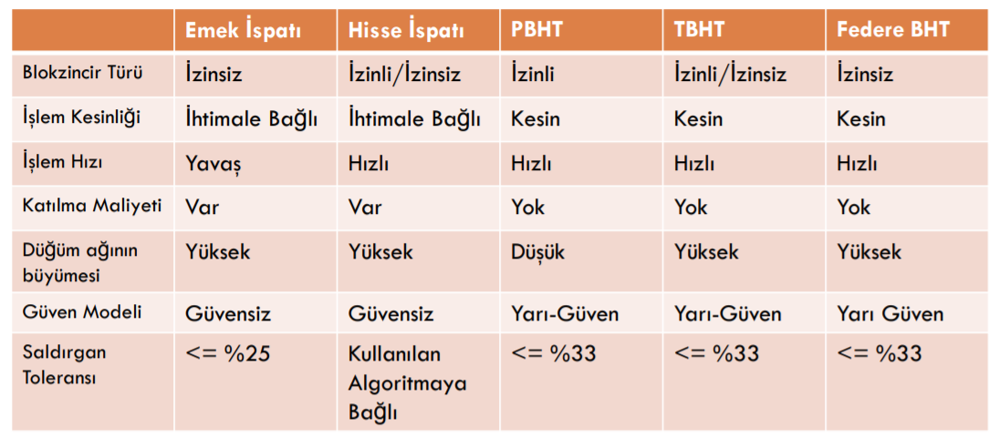 Emek İspatı Hisse İspatı PBHT TBHT Federe BHT
Blokzincir Türü İzinsiz İzinli/İzinsiz İzinli İzinli/İzinsiz İzinsiz
İşlem Kesinliği İhtimale Bağlı İhtimale Bağlı Kesin Kesin Kesin
İşlem Hızı Yavaş Hızlı Hızlı Hızlı Hızlı
Katılma Maliyeti Var Var Yok Yok Yok
Düğüm ağının Yüksek Yüksek Düşük Yüksek Yüksek
büyümesi
Güven Modeli Güvensiz Güvensiz Yarı-Güven Yarı-Güven Yarı Güven
Saldırgan <= %25 Kullanılan <= %33 <= %33 <= %33
Toleransı Algoritmaya
Bağlı